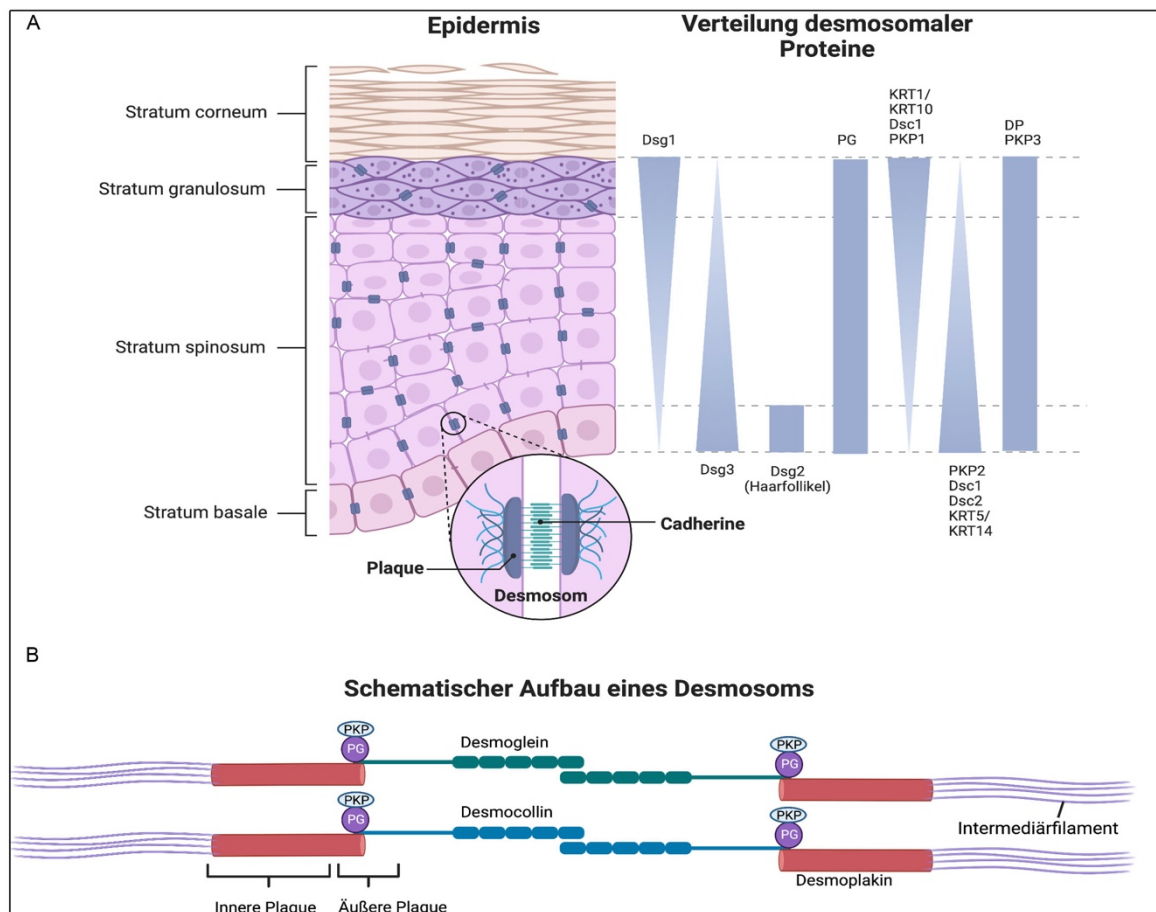 A
Epidermis
Verteilung desmosomaler
Proteine
Stratum corneum
Stratum granulosum
Stratum spinosum
Stratum basale
Dsg1
PG
KRT1/
KRT10
Dsc1
PKP1
DP
PKP3
Dsg3
Dsg2
(Haarfollikel)
PKP2
Dsc1
Dsc2
KRT5/
KRT14
Cadherine
Plaque
Desmosom
B
Schematischer Aufbau eines Desmosoms
PKP
PG
Desmoglein
PKP
PG
PKP
PG
Desmocollin
PKP
PG
Intermediärfilament
Desmoplakin
Innere Plaque
Äußere Plaque